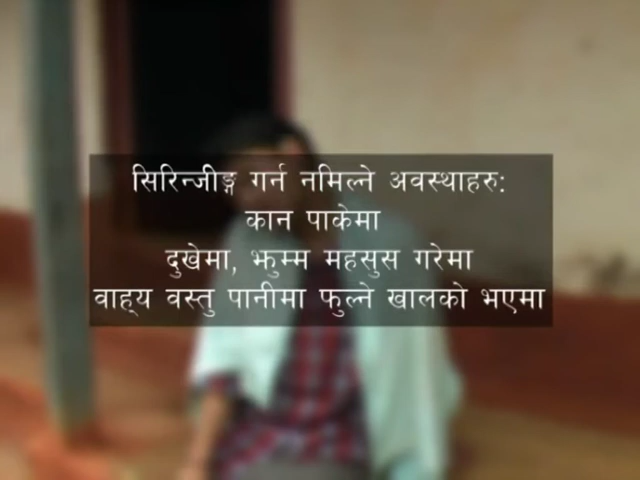 सिरिन्जीङ्ग गर्न नमिल्ने अवस्थाहरु:
कान पाकेमा
दुखेमा, झुम्म महसुस गरेमा
वाह्य वस्तु पानीमा फुल्ने खालको भएमा